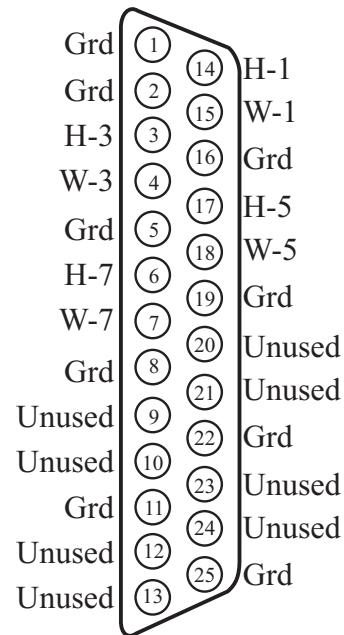 Grd 1
14 H-1
Grd 2
15 W-1
H-3 3
16 Grd
W-3 4
17 H-5
Grd 5
18 W-5
H-7 6
19 Grd
W-7 7
20 Unused
Grd 8
21 Unused
Unused 9
22 Grd
Unused 10
23 Unused
Grd 11
24 Unused
Unused 12
25 Grd
Unused 13